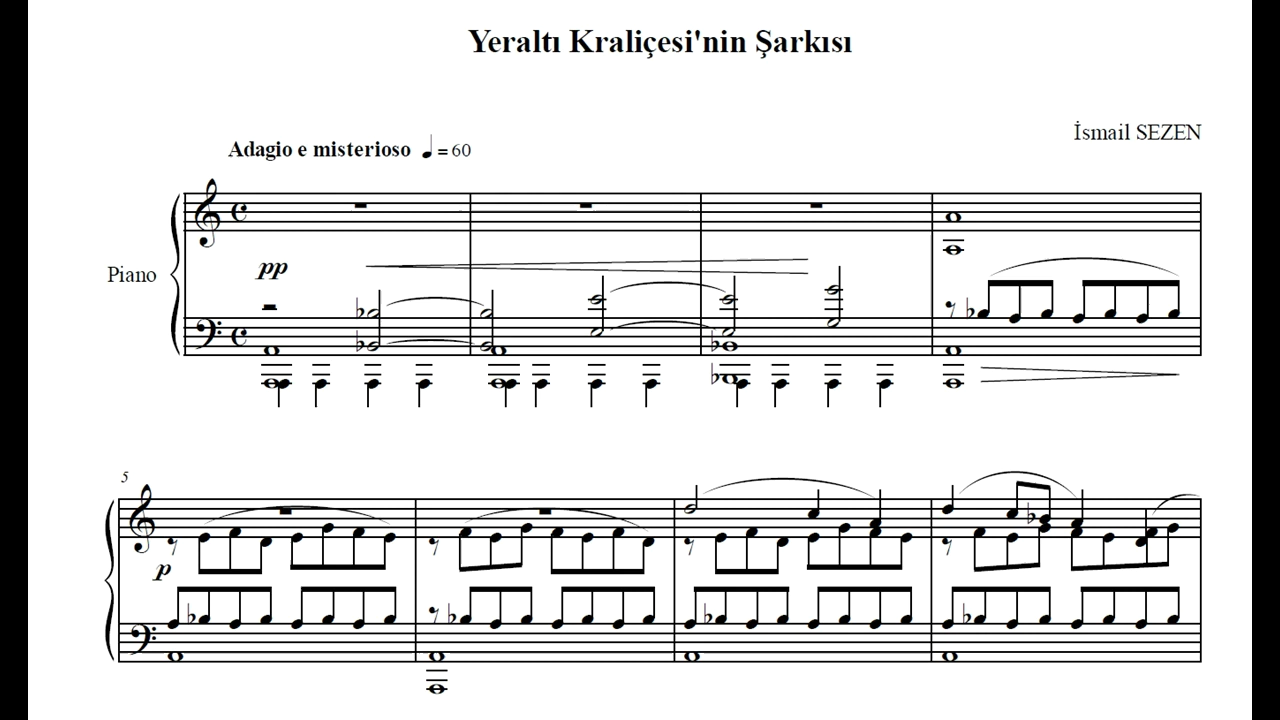 Yeraltı Kraliçesi'nin Şarkısı
İsmail SEZEN
Adagio e misterioso ♩ = 60
Piano
pp
5
p